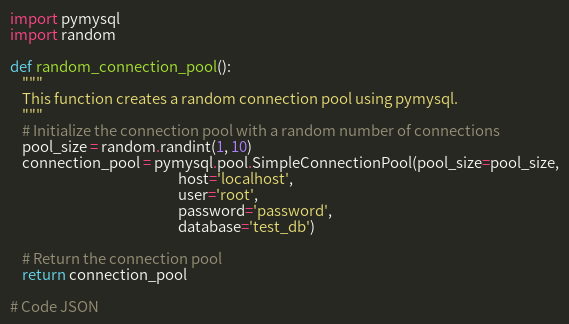 import pymysql
import random
def random_connection_pool():
"""
This function creates a random connection pool using pymysql.
"""
# Initialize the connection pool with a random number of connections
pool_size = random.randint(1, 10)
connection_pool = pymysql.pool.SimpleConnectionPool(pool_size=pool_size,
host='localhost',
user='root',
password='password',
database='test_db')
# Return the connection pool
return connection_pool
# Code JSON